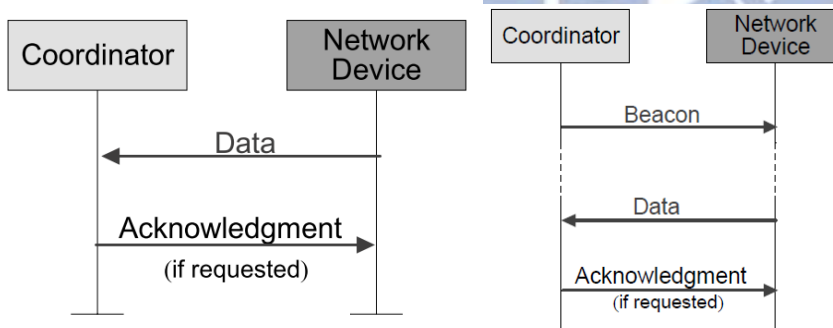 Coordinator
Network
Device
Data
Acknowledgment
(if requested)
Coordinator
Network
Device
Beacon
Data
Acknowledgment
(if requested)